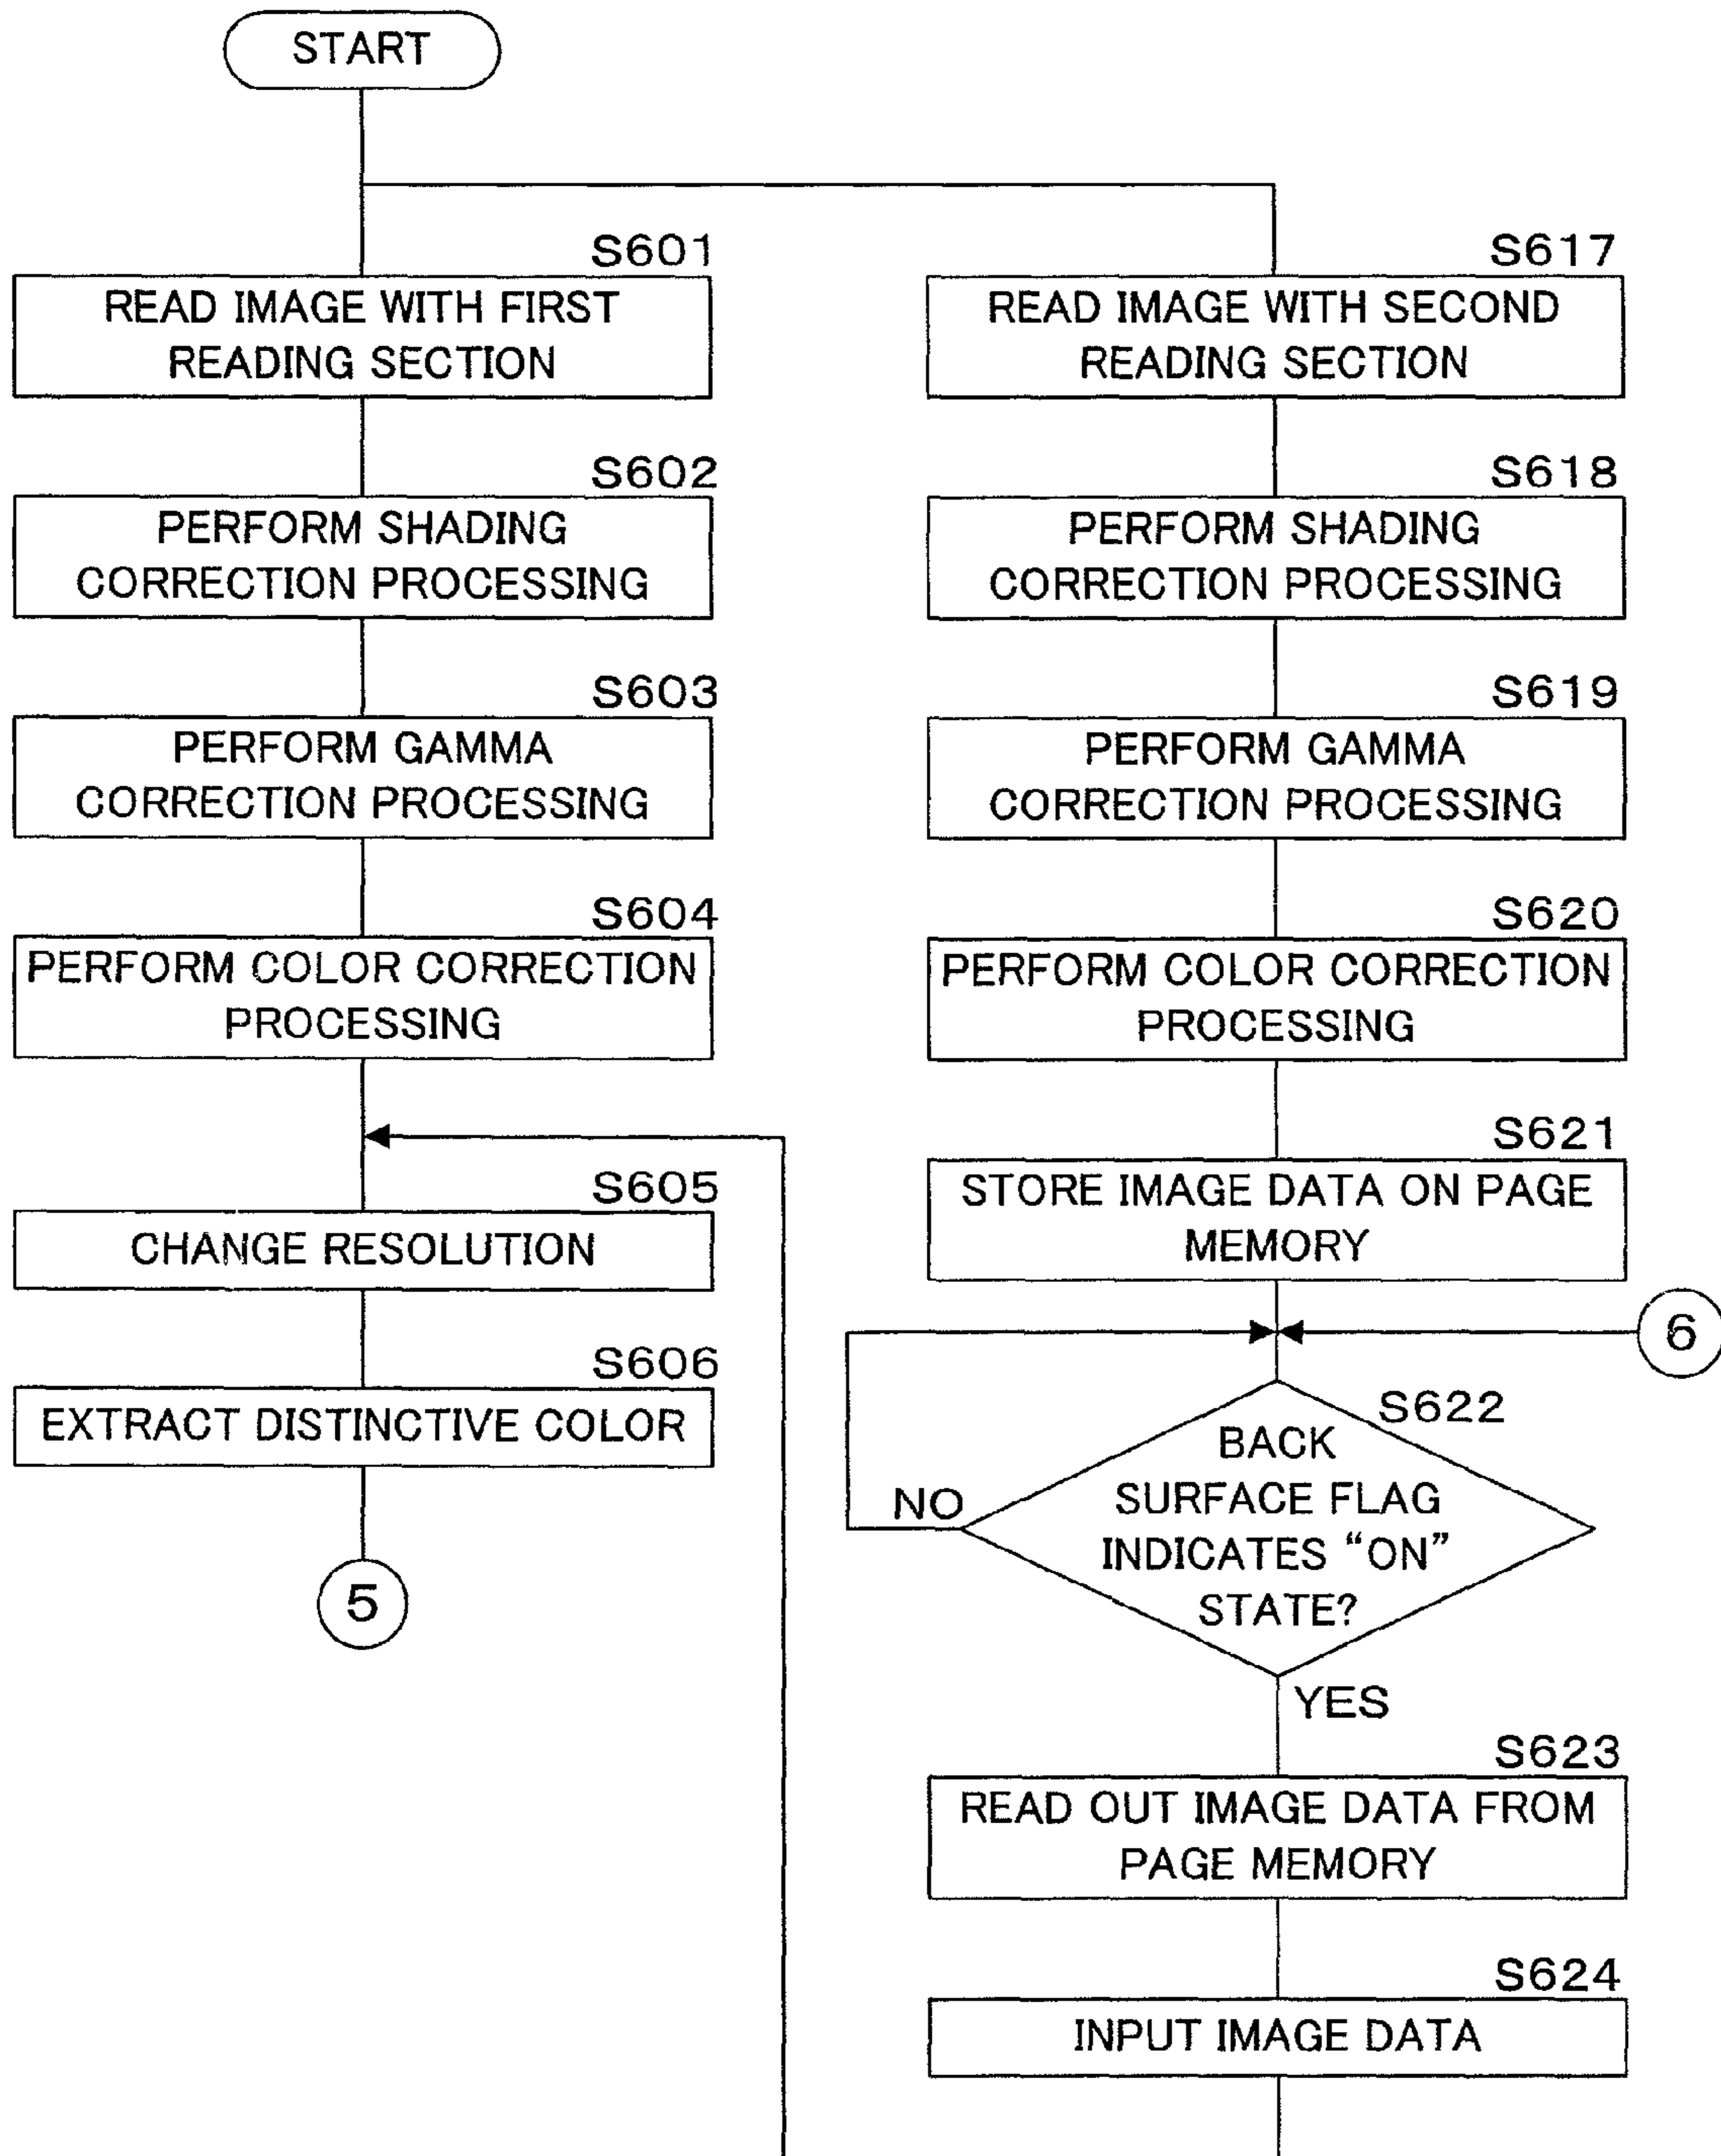 START
S601
READ IMAGE WITH FIRST
READING SECTION
S602
PERFORM SHADING
CORRECTION PROCESSING
S603
PERFORM GAMMA
CORRECTION PROCESSING
S604
PERFORM COLOR CORRECTION
PROCESSING
S605
CHANGE RESOLUTION
S606
EXTRACT DISTINCTIVE COLOR
5
S617
READ IMAGE WITH SECOND
READING SECTION
S618
PERFORM SHADING
CORRECTION PROCESSING
S619
PERFORM GAMMA
CORRECTION PROCESSING
S620
PERFORM COLOR CORRECTION
PROCESSING
S621
STORE IMAGE DATA ON PAGE
MEMORY
6
S622
BACK
SURFACE FLAG
INDICATES “ON”
STATE?
NO
YES
S623
READ OUT IMAGE DATA FROM
PAGE MEMORY
S624
INPUT IMAGE DATA